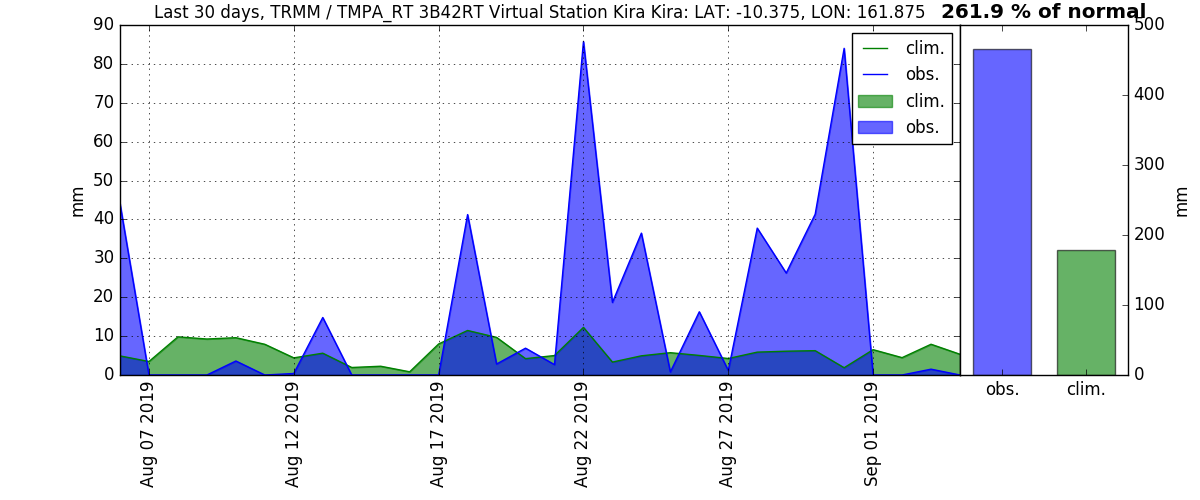 Last 30 days, TRMM / TMPA_RT 3B42RT Virtual Station Kira Kira: LAT: -10.375, LON: 161.875 261.9 % of normal
90
80
70
60
50
40
30
20
10
0
mm
clim.
obs.
clim.
obs.
Aug 07 2019
Aug 12 2019
Aug 17 2019
Aug 22 2019
Aug 27 2019
Sep 01 2019
500
400
300
200
100
0
mm
obs. clim.